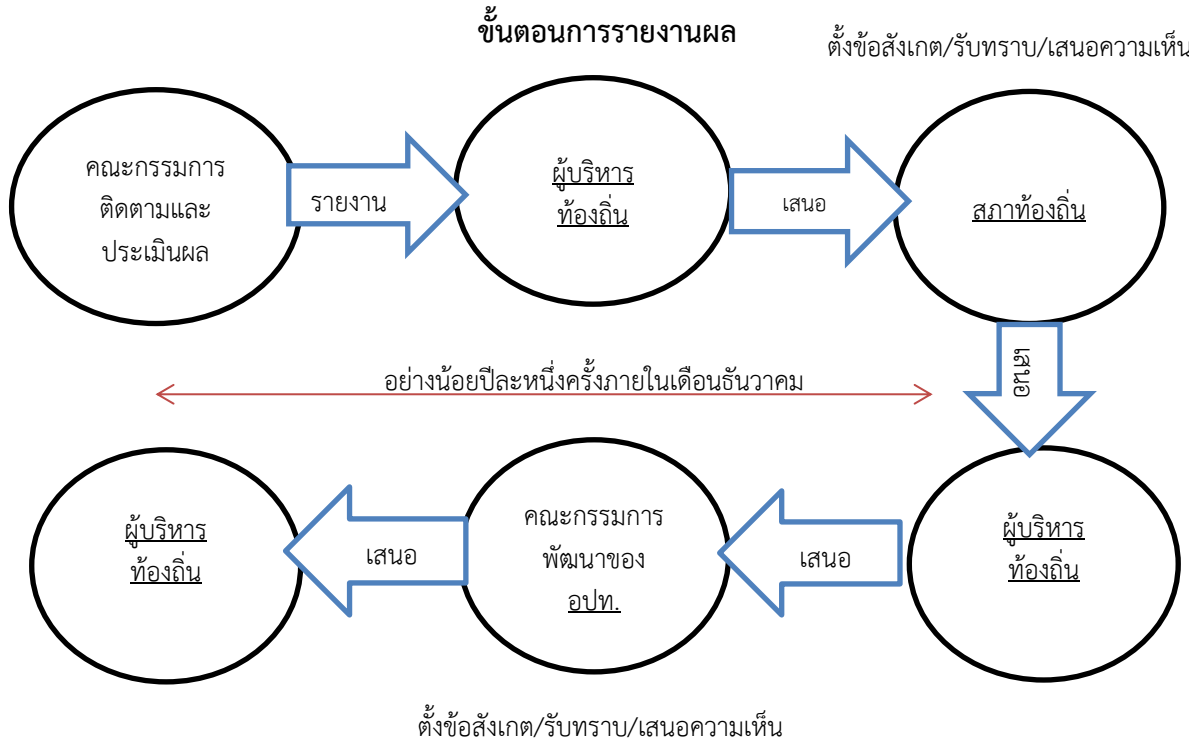 ขั้นตอนการรายงานผล
ตั้งข้อสังเกต/รับทราบ/เสนอความเห็น
คณะกรรมการ
ติดตามและ
ประเมินผล
รายงาน
ผู้บริหาร
ท้องถิ่น
เสนอ
สภาท้องถิ่น
เสนอ
อย่างน้อยปีละหนึ่งครั้งภายในเดือนธันวาคม
ผู้บริหาร
ท้องถิ่น
เสนอ
คณะกรรมการ
พัฒนาของ
อปท.
เสนอ
ผู้บริหาร
ท้องถิ่น
ตั้งข้อสังเกต/รับทราบ/เสนอความเห็น